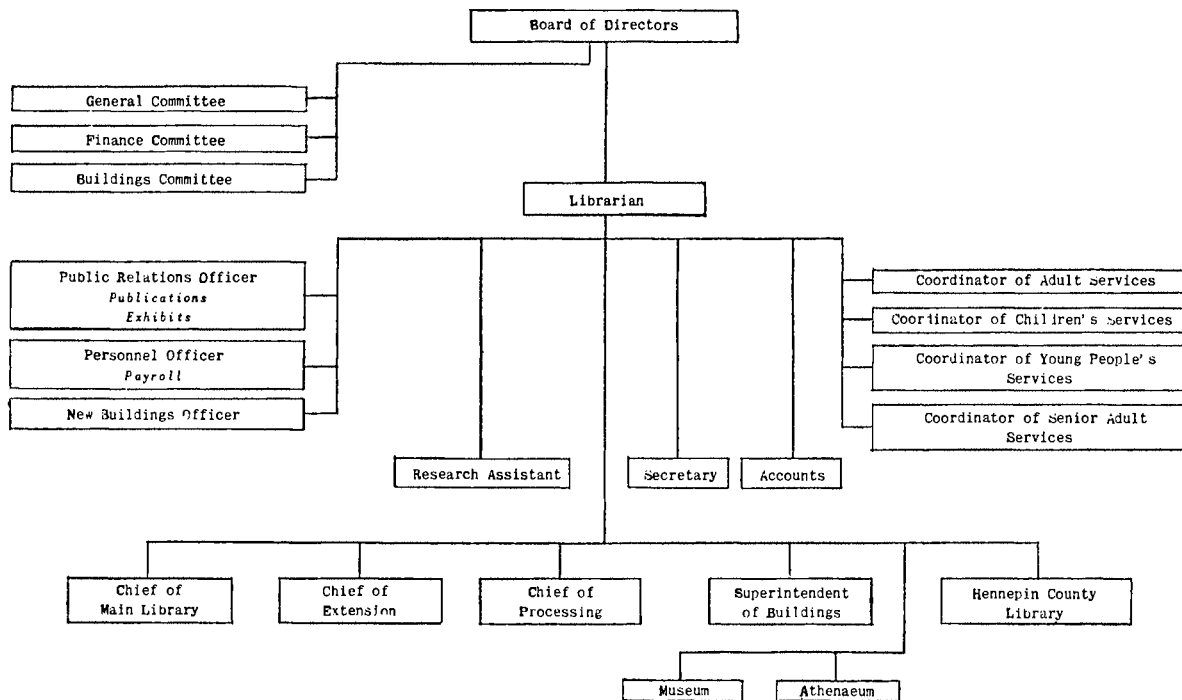 Board of Directors
General Committee
Finance Committee
Buildings Committee
Librarian
Public Relations Officer
Publications
Exhibits
Personnel Officer
Payroll
New Buildings Officer
Coordinator of Adult Services
Coordinator of Children's Services
Coordinator of Young People's
Services
Coordinator of Senior Adult
Services
Research Assistant
Secretary
Accounts
Chief of
Main Library
Chief of
Extension
Chief of
Processing
Superintendent
of Buildings
Hennepin County
Library
Museum
Athenaeum